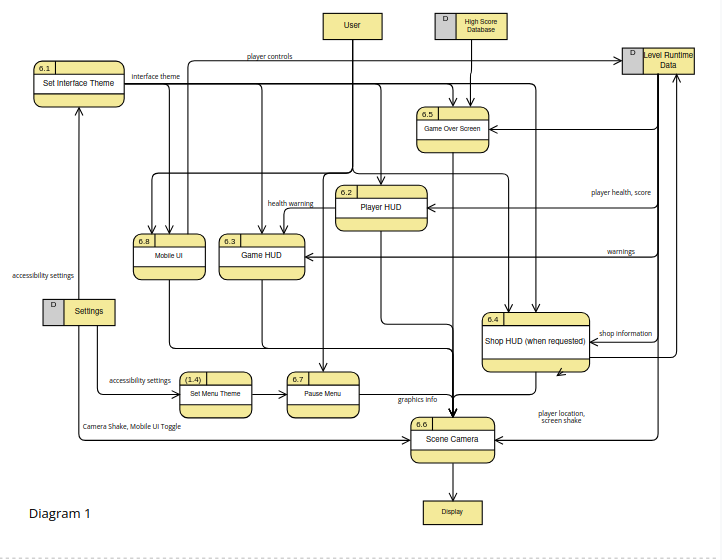 User
D
High Score
Database
D
Level Runtime
Data
player controls
6.1
Set Interface Theme
interface theme
6.5
Game Over Screen
player health, score
6.2
Player HUD
health warning
6.8
Mobile UI
6.3
Game HUD
warnings
accessibility settings
D
Settings
6.4
Shop HUD (when requested)
shop information
accessibility settings
(1.4)
Set Menu Theme
6.7
Pause Menu
graphics info
player location,
screen shake
Camera Shake, Mobile UI Toggle
6.6
Scene Camera
Display
Diagram 1